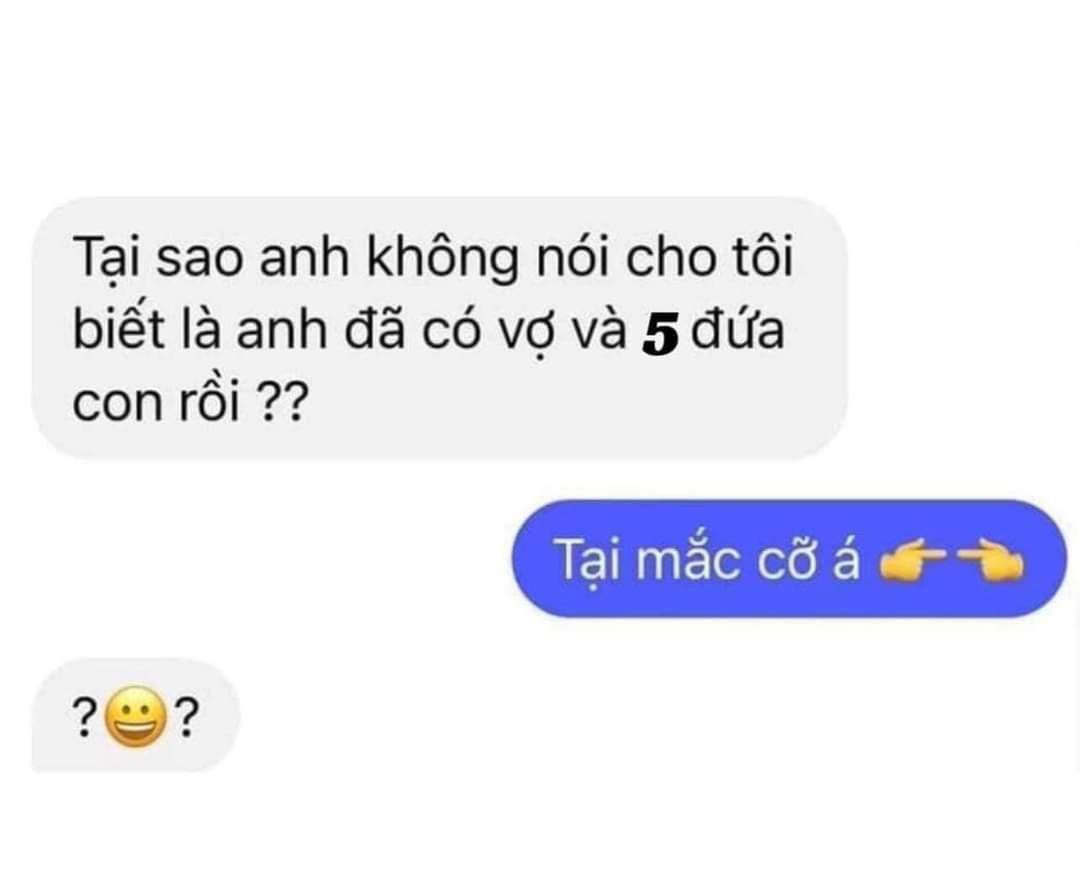 Tại sao anh không nói cho tôi
biết là anh đã có vợ và 5 đứa
con rồi ??
Tại mắc cỡ á 👉👈
?😀?